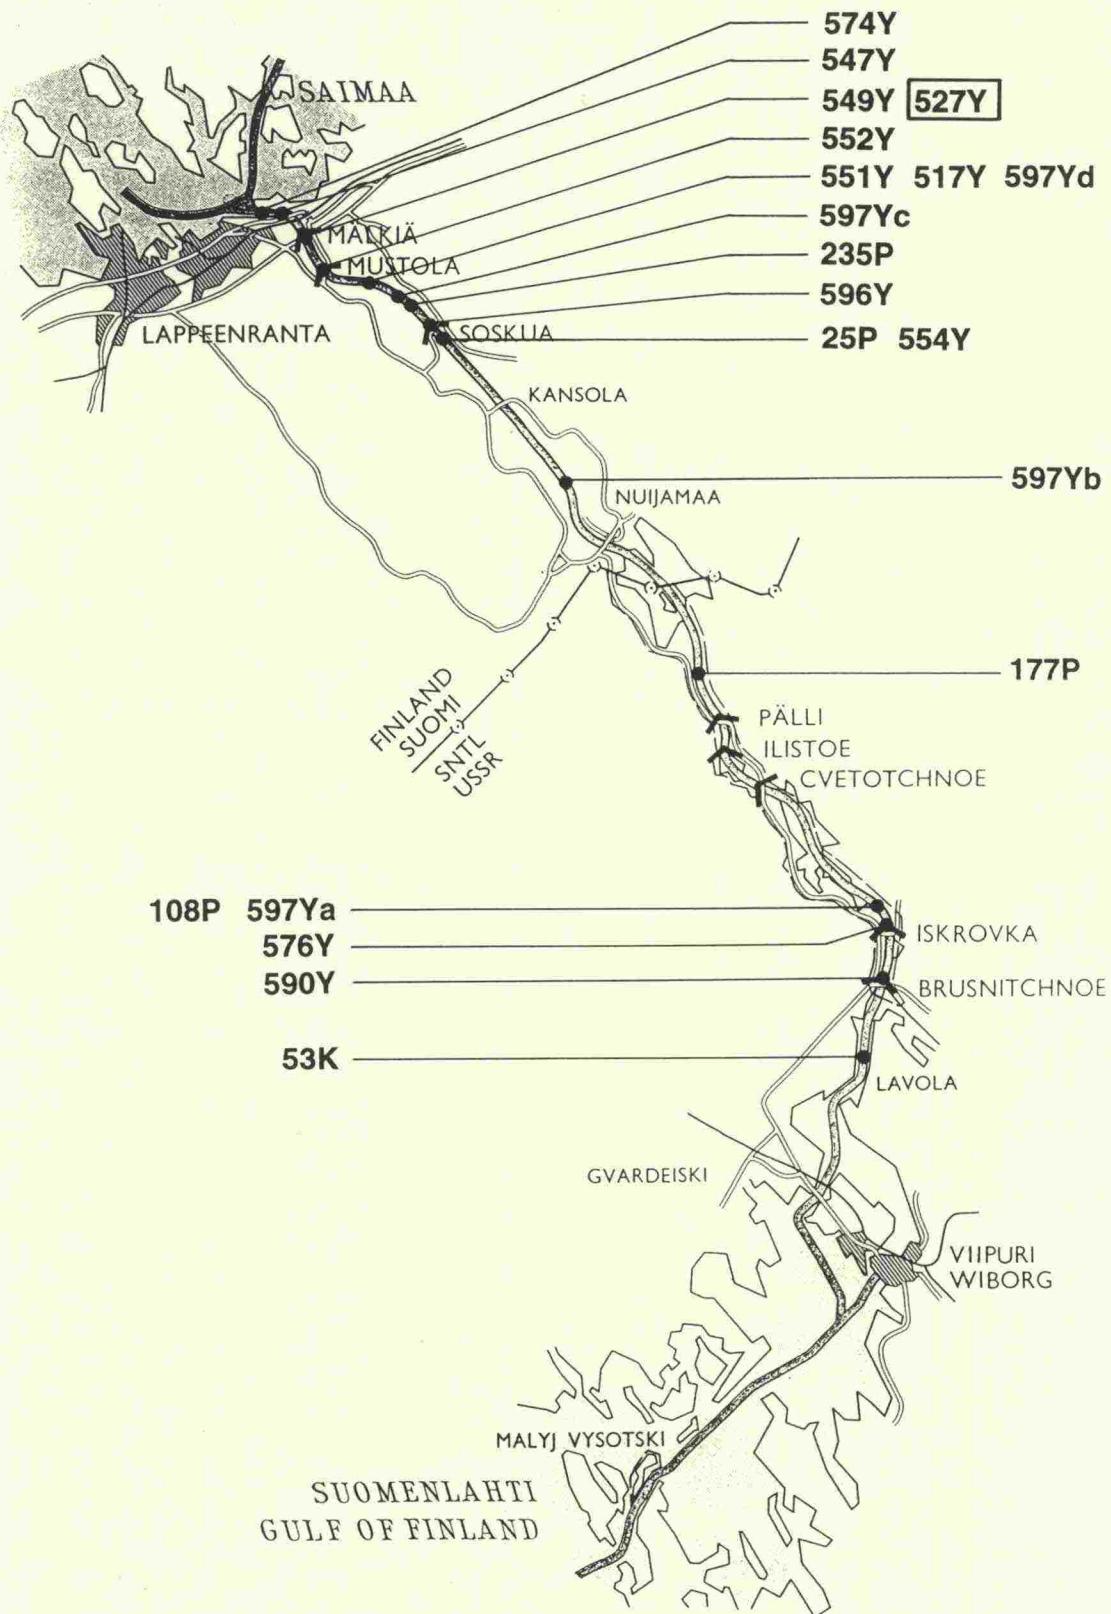 574Y
547Y
SAIMAA
549Y 527Y
552Y
551Y 517Y 597Yd
597Yc
MÄLKIÄ
235P
MUSTOLA
596Y
LAPPEENRANTA
SOSKUA
25P 554Y
KANSOLA
597Yb
NUIJAMAA
177P
FINLAND
SUOMI
SNTL
USSR
PÄLLI
ILISTOE
CVETOTCHNOE
108P 597Ya
576Y
ISKROVKA
590Y
BRUSNITCHNOE
53K
LAVOLA
GVARDEISKI
VIIPURI
WIBORG
MALYJ VYSOTSKI
SUOMENLAHTI
GULF OF FINLAND